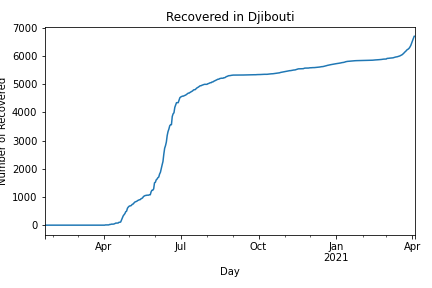 Recovered in Djibouti
Number of Recovered
7000
6000
5000
4000
3000
2000
1000
0
Apr
Jul
Oct
Jan
2021
Apr
Day